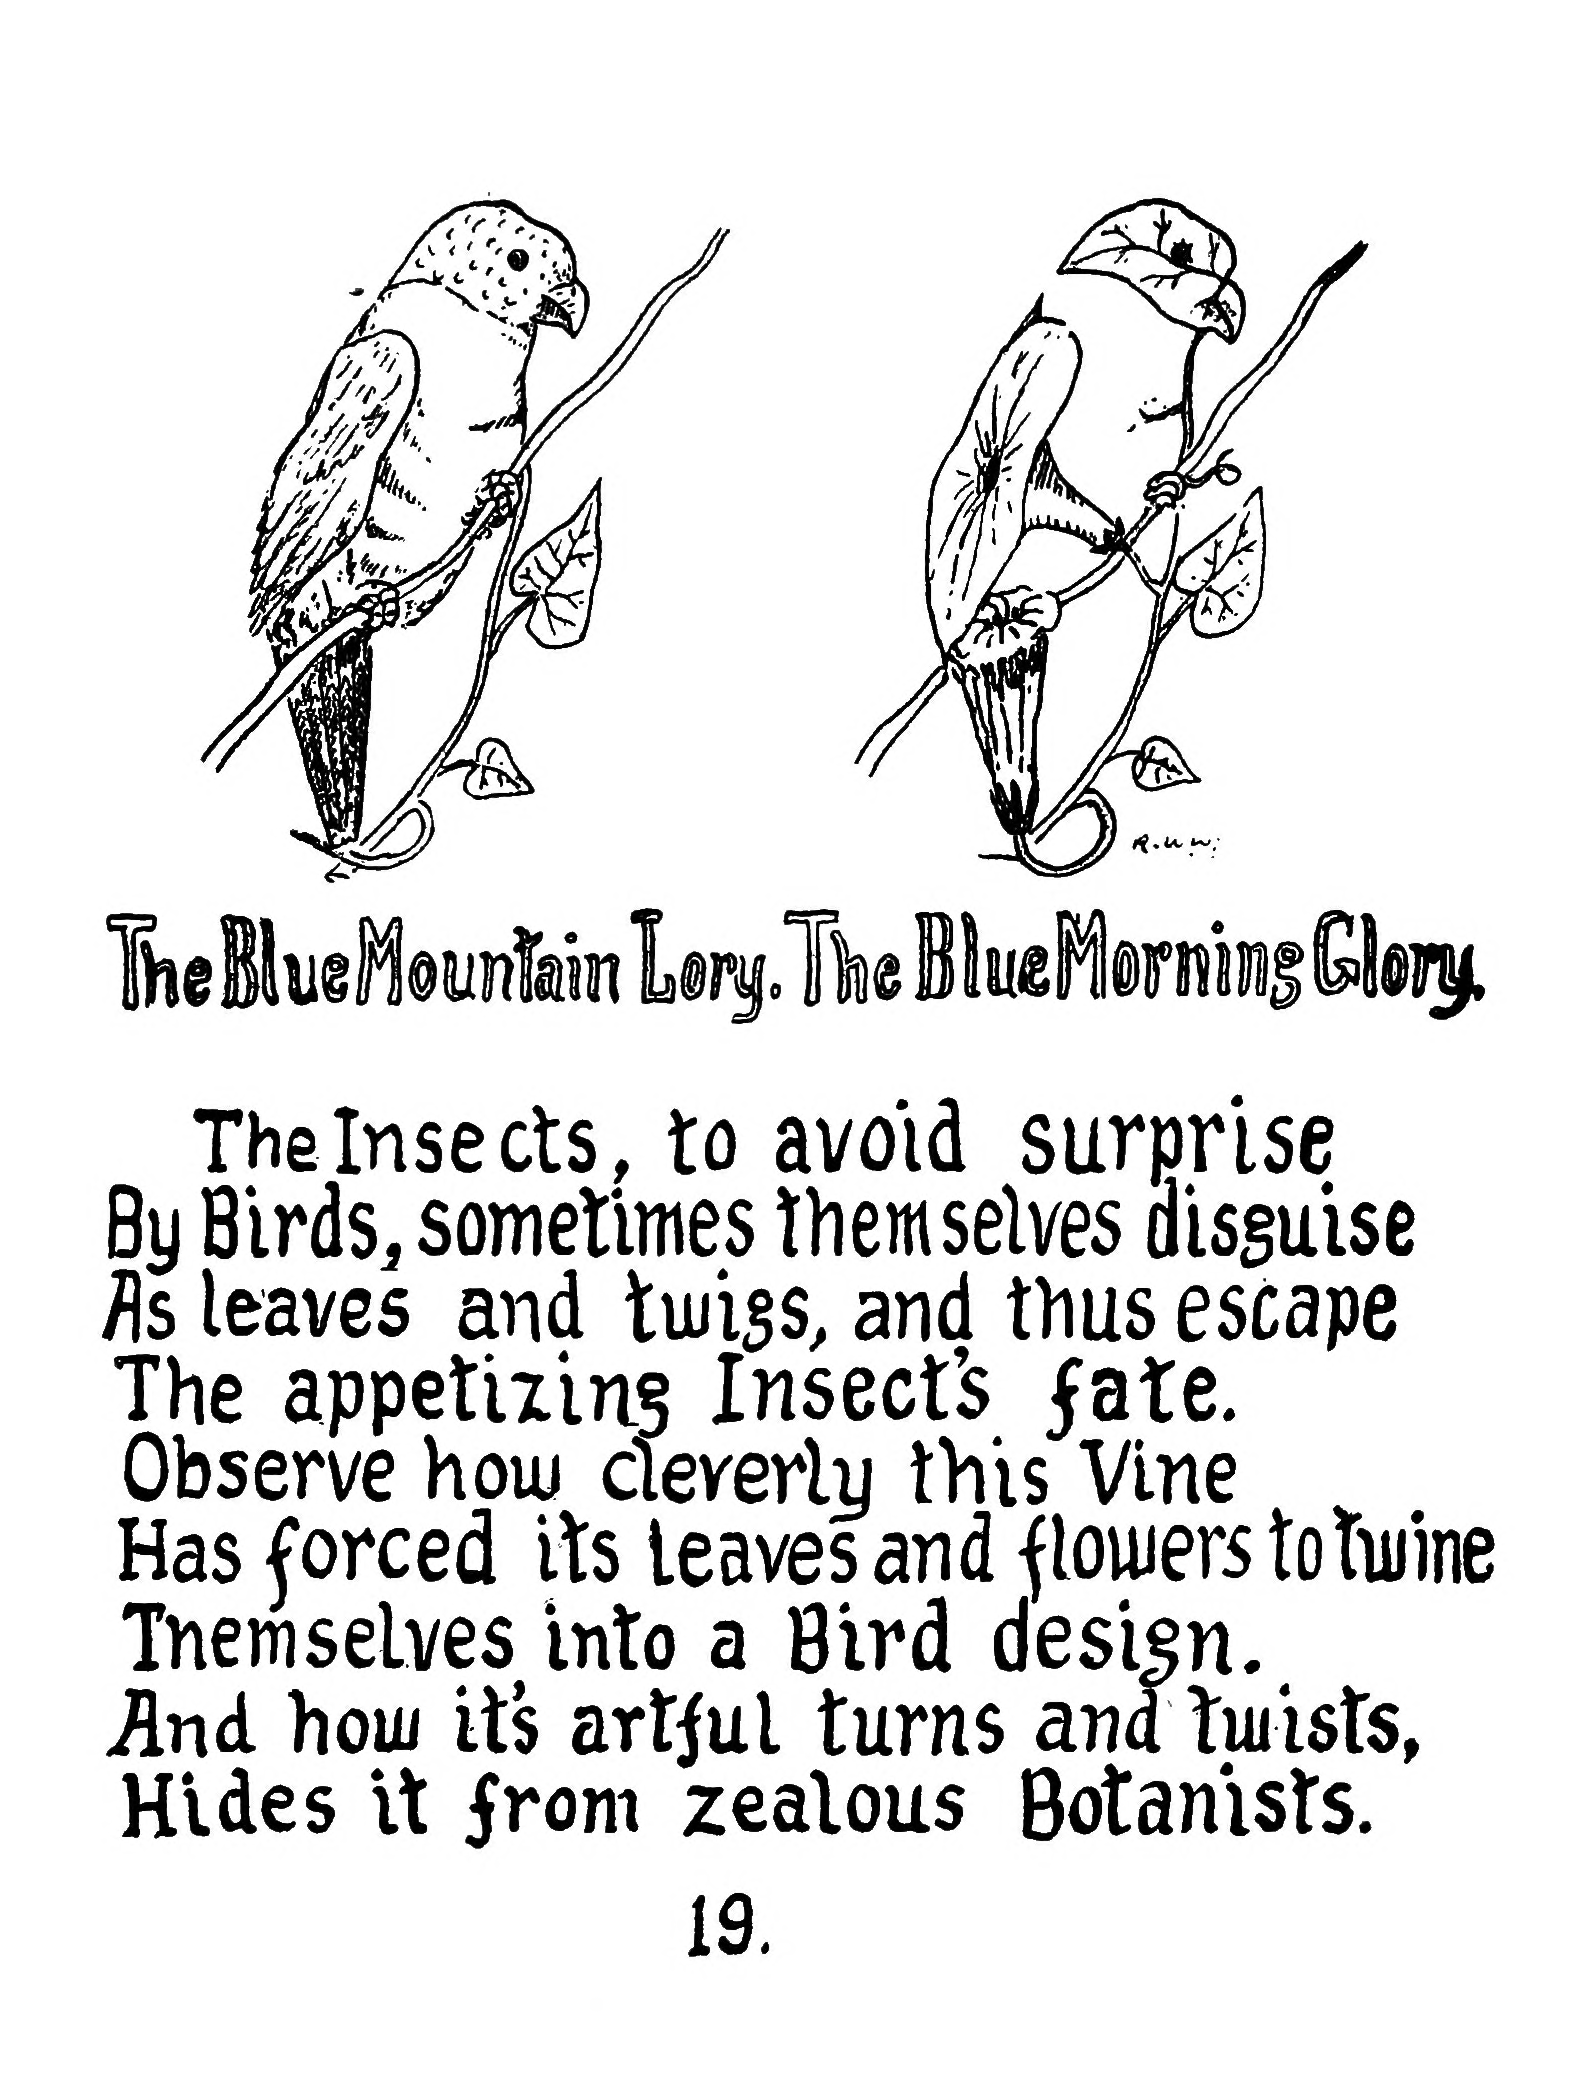 R.W.W.
The Blue Mountain Lory. The Blue Morning Glory.
The Insects, to avoid surprise
By Birds, sometimes themselves disguise
As leaves and twigs, and thus escape
The appetizing Insect's fate.
Observe how cleverly this Vine
Has forced its leaves and flowers to twine
Themselves into a Bird design.
And how it's artful turns and twists,
Hides it from zealous Botanists.
19.